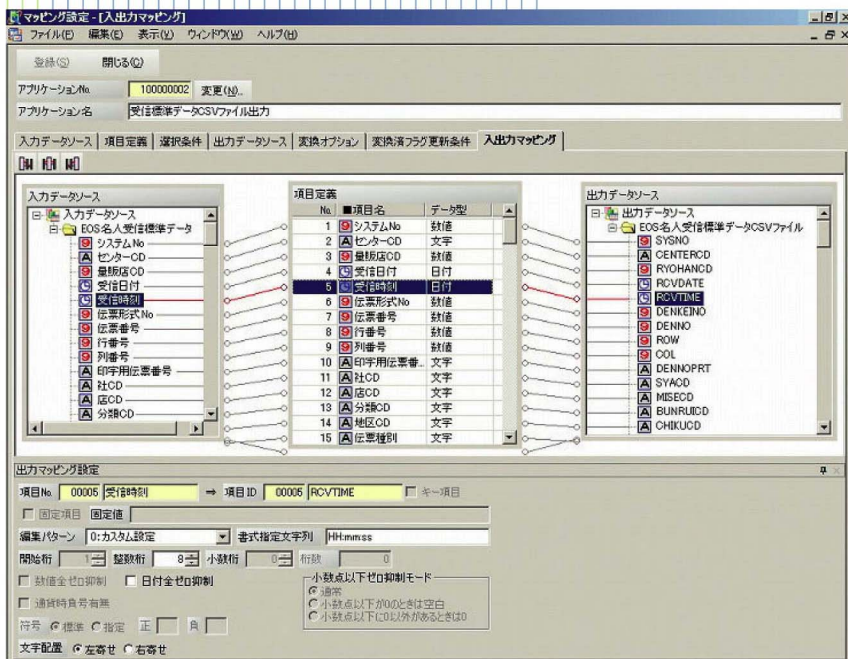 マッピング設定 - [入出力マッピング]
ファイル(F) 編集(E) 表示(V) ウィンドウ(W) ヘルプ(H)
登録(S) 閉じる(C)
アプリケーションNo. 100000002 変更(N)..
アプリケーション名 受信標準データCSVファイル出力
入力データソース 項目定義 選択条件 出力データソース 変換オプション 変換済フラグ更新条件 入出力マッピング
入力データソース
入力データソース
EOS名人受信標準データ
システムNo
センターCD
量販店CD
受信日付
受信時刻
伝票形式No
伝票番号
行番号
列番号
印字用伝票番号
社CD
店CD
分類CD
項目定義
No. ■項目名 データ型
1 システムNo 数値
2 センターCD 文字
3 量販店CD 数値
4 受信日付 日付
5 受信時刻 日付
6 伝票形式No 数値
7 伝票番号 数値
8 行番号 数値
9 列番号 数値
10 印字用伝票番... 文字
11 社CD 文字
12 店CD 文字
13 分類CD 文字
14 地区CD 文字
15 伝票種別 文字
出力データソース
出力データソース
EOS名人受信標準データCSVファイル
SYSNO
CENTERCD
RYOHANCD
RCVDATE
RCVTIME
DENKEINO
DENNO
ROW
COL
DENNOPRT
SYACD
MISECD
BUNRUICD
CHIKUCD
出力マッピング設定
項目No. 00005 受信時刻 ⇒ 項目ID 00005 RCVTIME キー項目
固定項目 固定値
編集パターン 0:カスタム設定 書式指定文字列 HH:mm:ss
開始桁 1 整数桁 8 小数桁 0 桁数 0
数値全ゼロ抑制 日付全ゼロ抑制
通貨時負号有無
符号 標準 指定 正 負
文字配置 左寄せ 右寄せ
小数点以下ゼロ抑制モード
通常
小数点以下が0のときは空白
小数点以下に0以外があるときは0